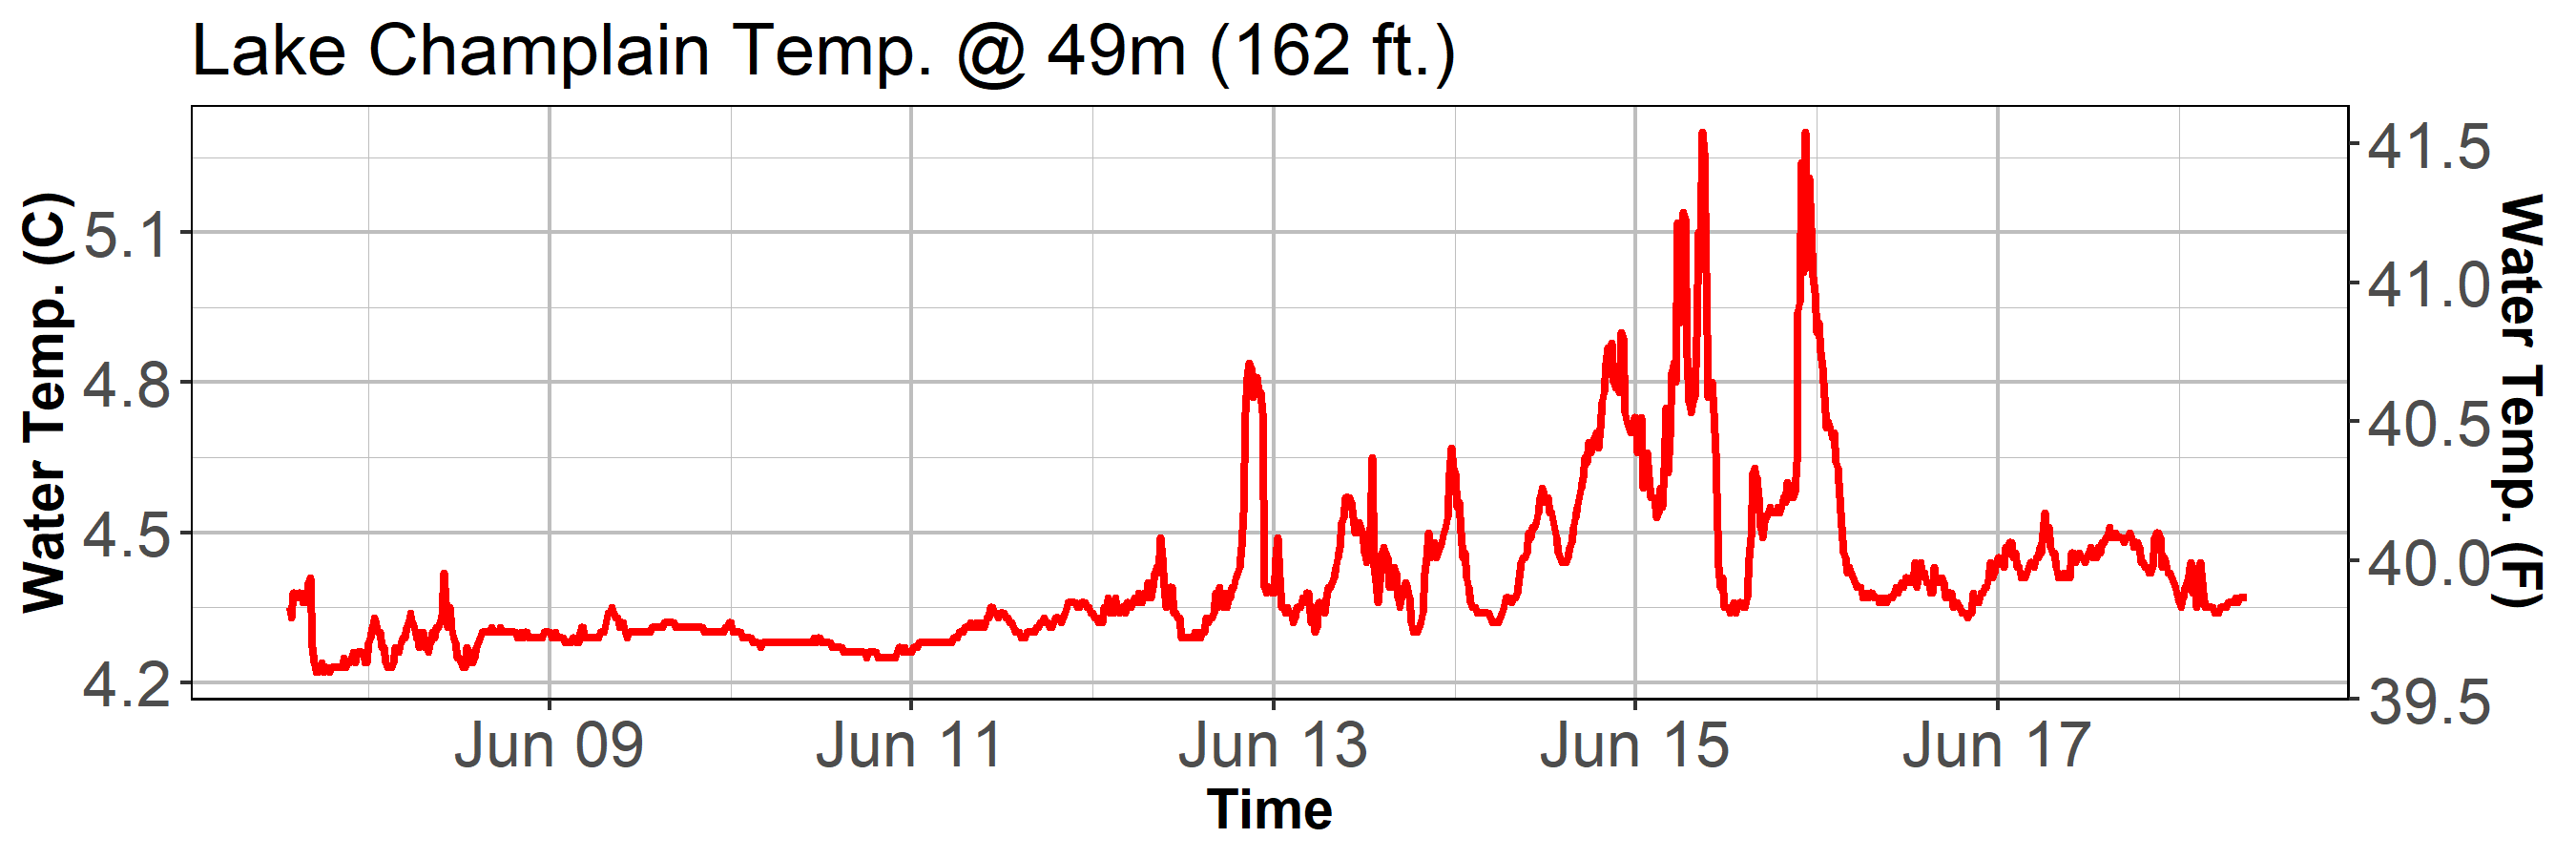 Lake Champlain Temp. @ 49m (162 ft.)
Water Temp. (C)
5.1
4.8
4.5
4.2
41.5
41.0
40.5
40.0
39.5
Water Temp. (F)
Jun 09 Jun 11 Jun 13 Jun 15 Jun 17
Time